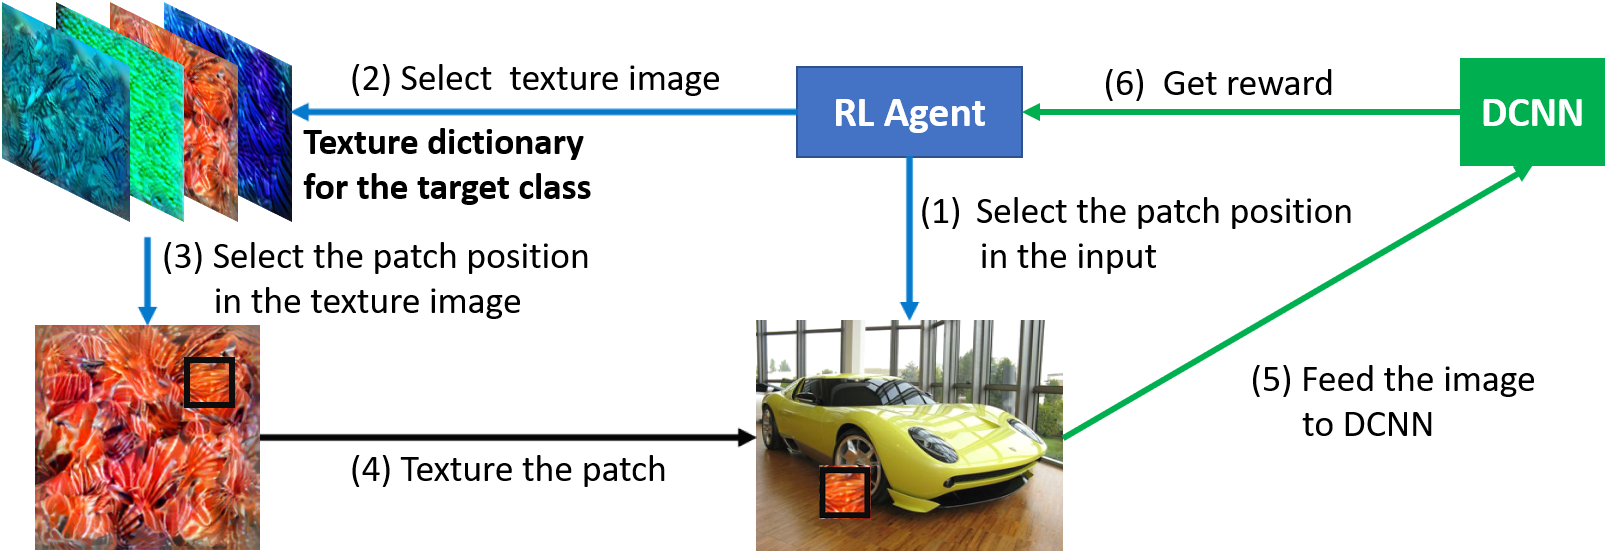 (2) Select texture image
RL Agent
(6) Get reward
DCNN
Texture dictionary
for the target class
(1) Select the patch position
in the input
(3) Select the patch position
in the texture image
(5) Feed the image
to DCNN
(4) Texture the patch